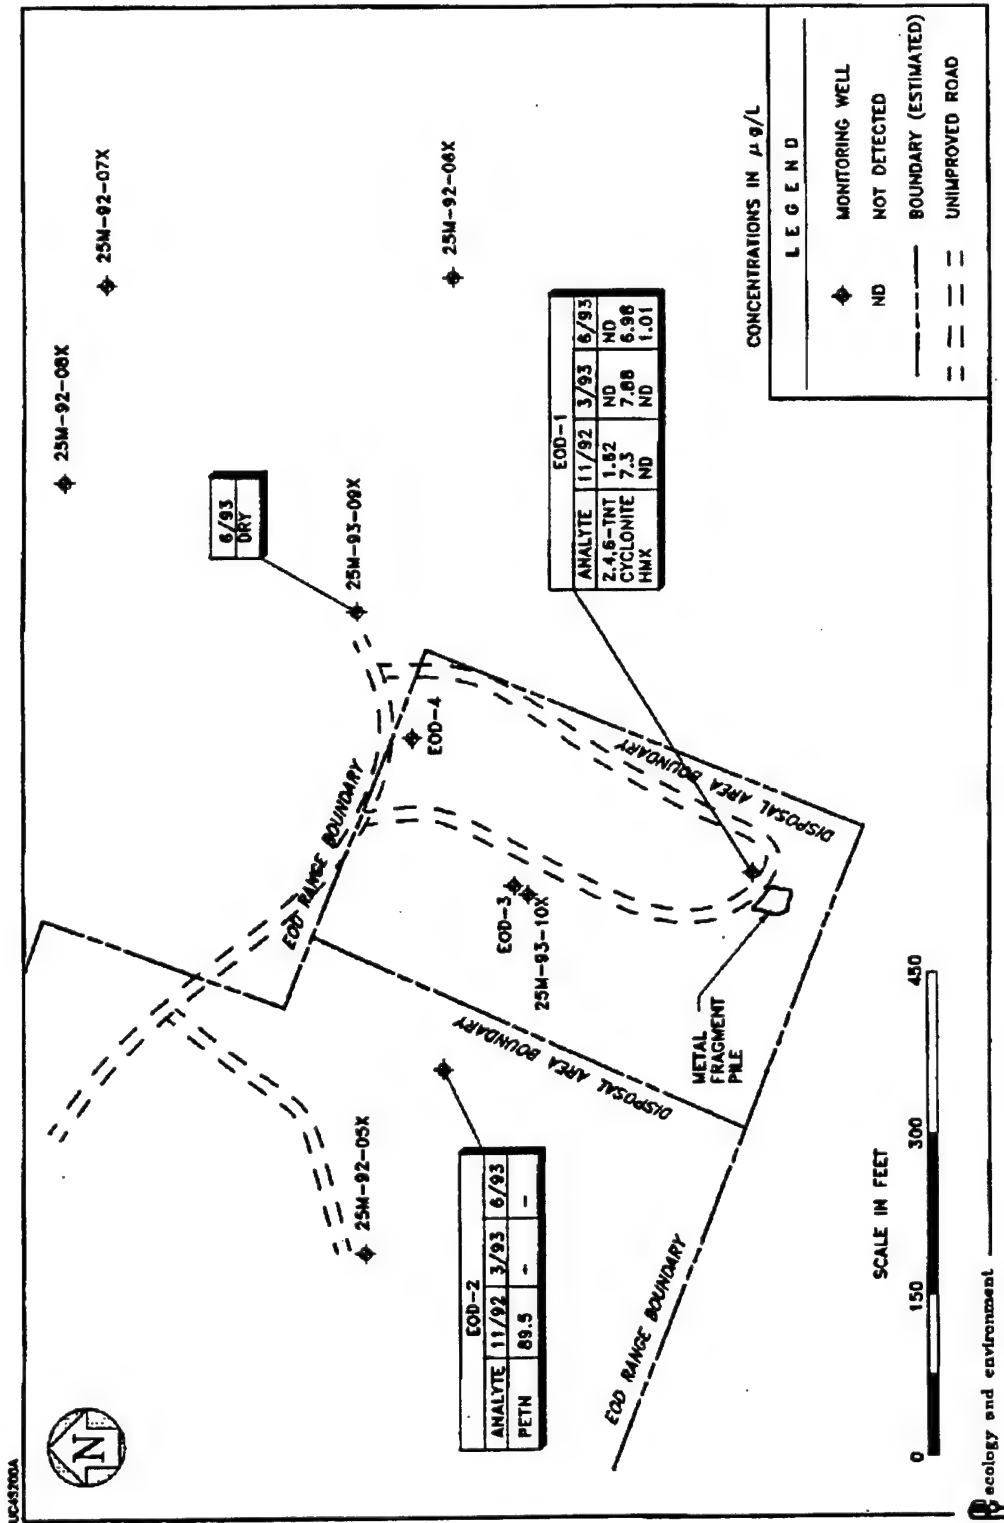 UC4S200A
N
25M-92-08X
25M-92-07X
6/93
DRY
25M-93-09X
25M-92-06X
EOD RANGE BOUNDARY
EOD-4
25M-92-05X
EOD-3
25M-93-10X
DISPOSAL AREA BOUNDARY
DISPOSAL AREA BOUNDARY
EOD-2
ANALYTE 11/92 3/93 6/93
PETN 89.5 - -
EOD-1
ANALYTE 11/92 3/93 6/93
2,4,6-TNT 1.62 ND ND
CYCLONITE 7.3 7.88 6.98
HMX ND ND 1.01
METAL
FRAGMENT
PILE
EOD RANGE BOUNDARY
CONCENTRATIONS IN μg/L
LEGEND
MONITORING WELL
ND NOT DETECTED
BOUNDARY (ESTIMATED)
UNIMPROVED ROAD
SCALE IN FEET
0 150 300 450
ecology and environment